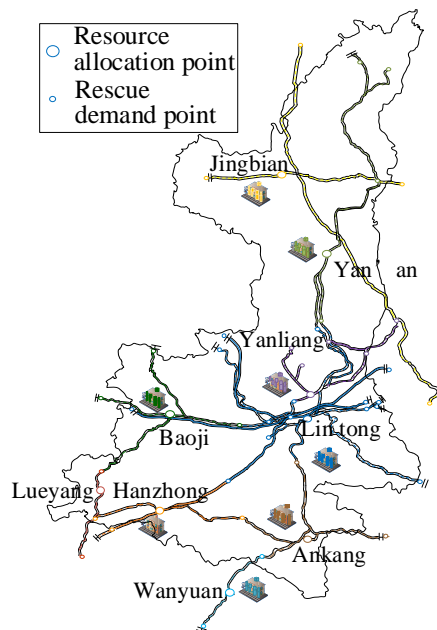 Resource
allocation point
Rescue
demand point
Jingbian
Yan'an
Yanliang
Lin tong
Baoji
Lueyang
Hanzhong
Ankang
Wanyuan